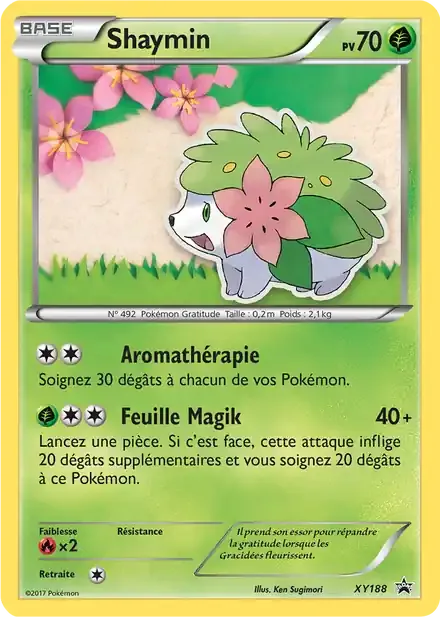 BASE
Shaymin
PV70
N° 492 Pokémon Gratitude Taille : 0,2m Poids : 2,1kg
Aromathérapie
Soignez 30 dégâts à chacun de vos Pokémon.
Feuille Magik 40+
Lancez une pièce. Si c'est face, cette attaque inflige
20 dégâts supplémentaires et vous soignez 20 dégâts
à ce Pokémon.
Faiblesse Résistance
×2
Retraite
Il prend son essor pour répandre
la gratitude lorsque les
Gracidées fleurissent.
©2017 Pokémon
Illus. Ken Sugimori
XY188